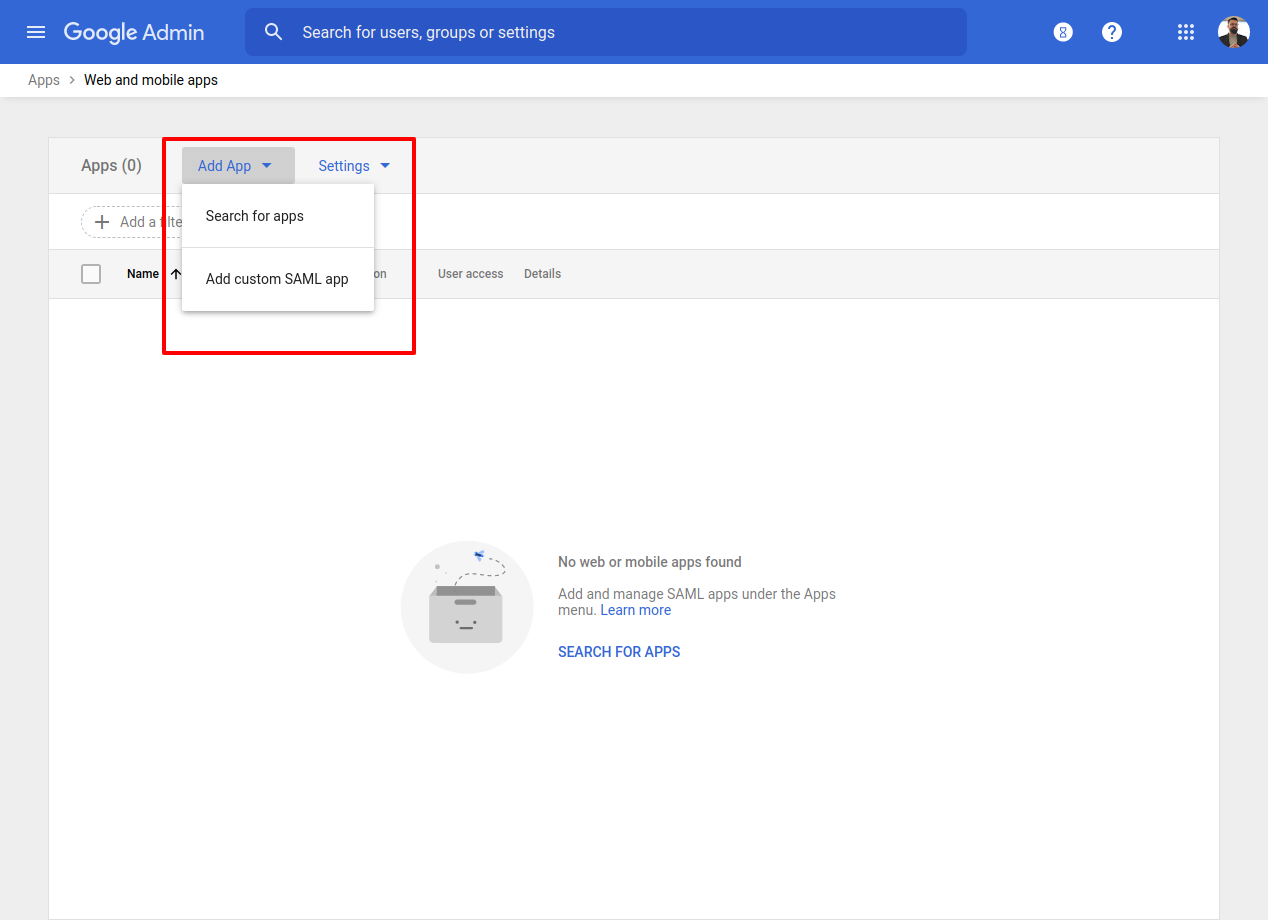 Google Admin
Search for users, groups or settings
Apps > Web and mobile apps
Apps (0)
Add App
Settings
Add a filte
Search for apps
Add custom SAML app
Name
on
User access
Details
No web or mobile apps found
Add and manage SAML apps under the Apps
menu. Learn more
SEARCH FOR APPS